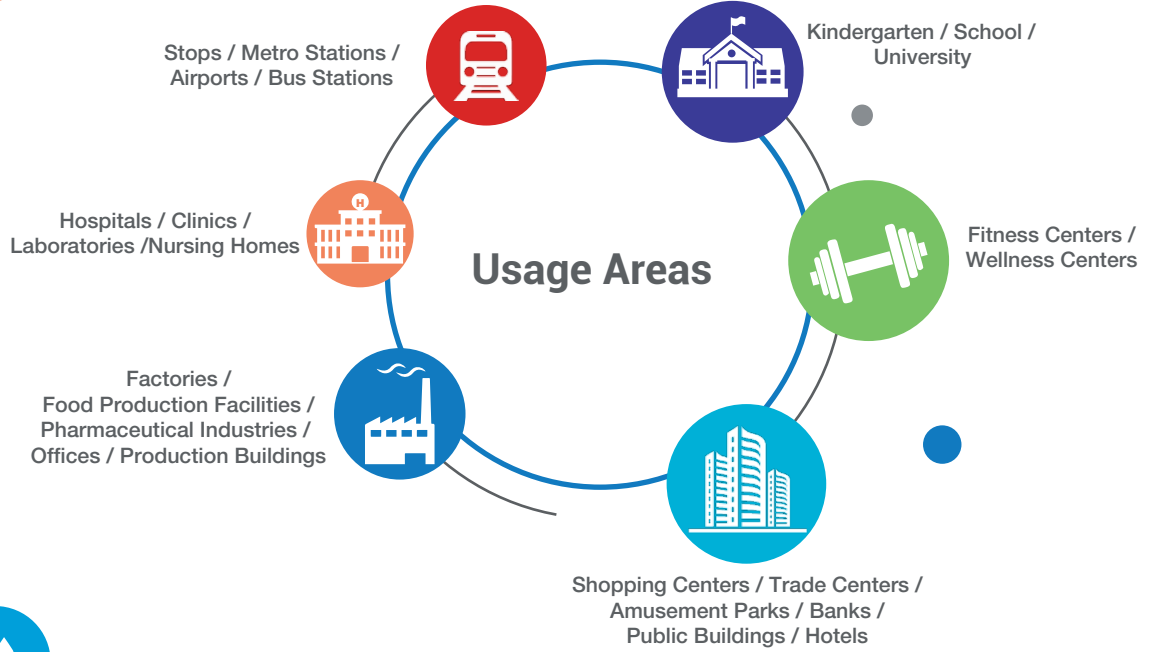 Stops / Metro Stations /
Airports / Bus Stations
Kindergarten / School /
University
Hospitals / Clinics /
Laboratories /Nursing Homes
H
Usage Areas
Fitness Centers /
Wellness Centers
Factories /
Food Production Facilities /
Pharmaceutical Industries /
Offices / Production Buildings
Shopping Centers / Trade Centers /
Amusement Parks / Banks /
Public Buildings / Hotels